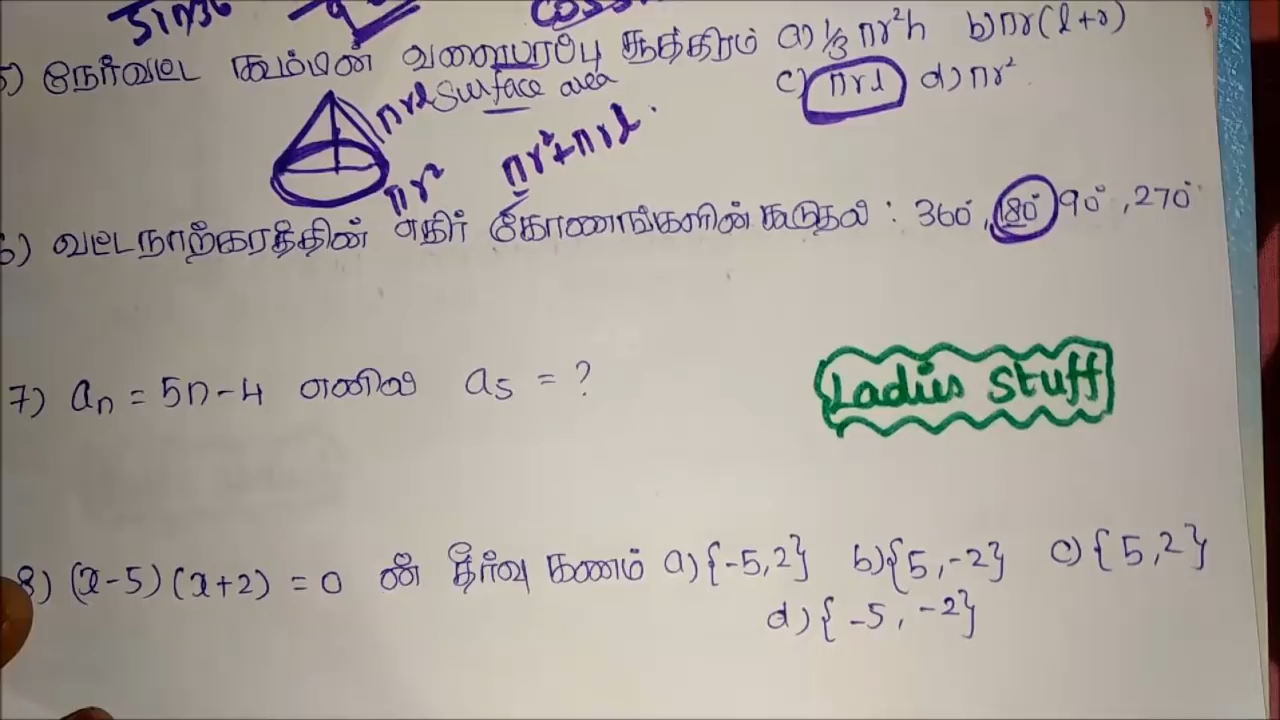 5) நேர்வட்ட கூம்பின் வளைபரப்பு சூத்திரம் a) 1/3 πr²h b) πr(l+r)
c) πrl d) πr²
πrl surface area
πr² πr²+πrl.
6) வட்டநாற்கரத்தின் எதிர் கோணங்களின் கூடுதல் : 360°, 180° 90°, 270°
7) aₙ = 5n-4 எனில் a₅ = ?
Ladies Stuff
8) (x-5)(x+2) = 0 ன் தீர்வு கணம் a) {-5,2} b) {5,-2} c) {5,2}
d) {-5, -2}